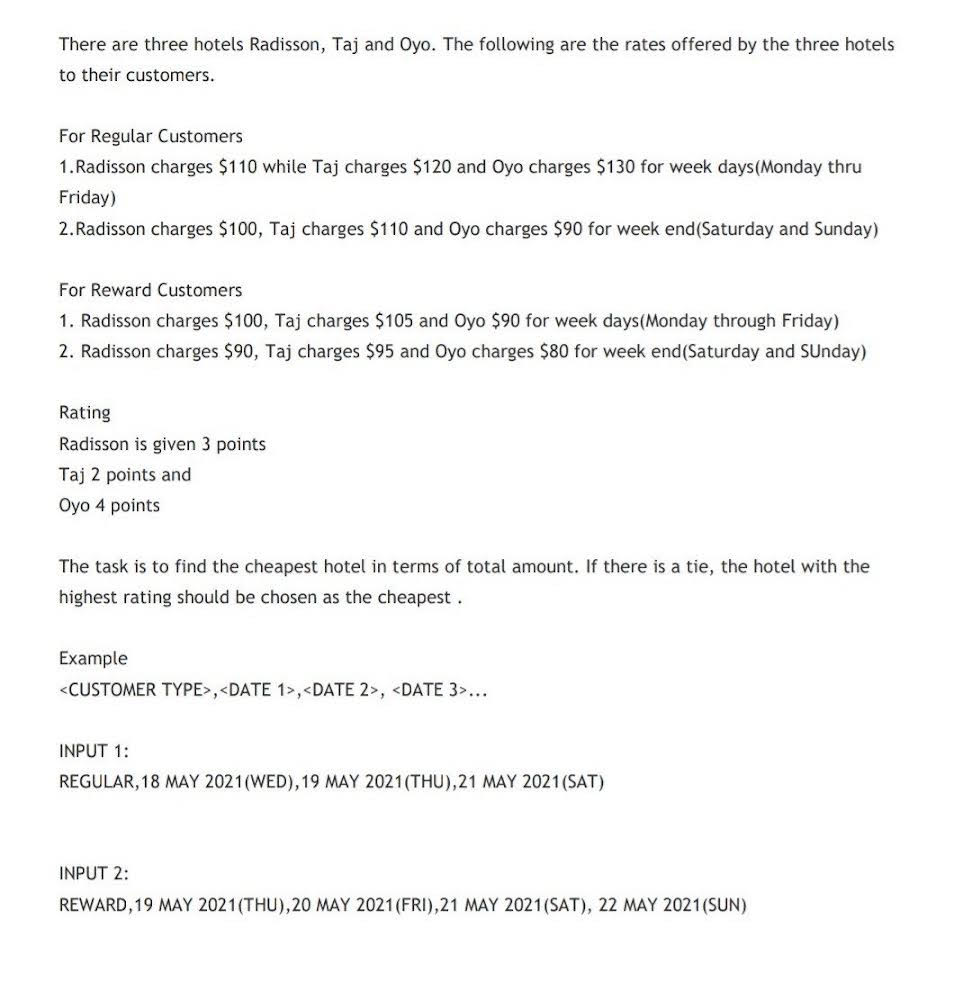 There are three hotels Radisson, Taj and Oyo. The following are the rates offered by the three hotels
to their customers.
For Regular Customers
1.Radisson charges $110 while Taj charges $120 and Oyo charges $130 for week days(Monday thru
Friday)
2.Radisson charges $100, Taj charges $110 and Oyo charges $90 for week end(Saturday and Sunday)
For Reward Customers
1. Radisson charges $100, Taj charges $105 and Oyo $90 for week days(Monday through Friday)
2. Radisson charges $90, Taj charges $95 and Oyo charges $80 for week end(Saturday and SUnday)
Rating
Radisson is given 3 points
Taj 2 points and
Oyo 4 points
The task is to find the cheapest hotel in terms of total amount. If there is a tie, the hotel with the
highest rating should be chosen as the cheapest .
Example
<CUSTOMER TYPE>,<DATE 1>,<DATE 2>, <DATE 3>...
INPUT 1:
REGULAR,18 MAY 2021(WED),19 MAY 2021(THU),21 MAY 2021(SAT)
INPUT 2:
REWARD,19 MAY 2021(THU),20 MAY 2021(FRI),21 MAY 2021(SAT), 22 MAY 2021(SUN)